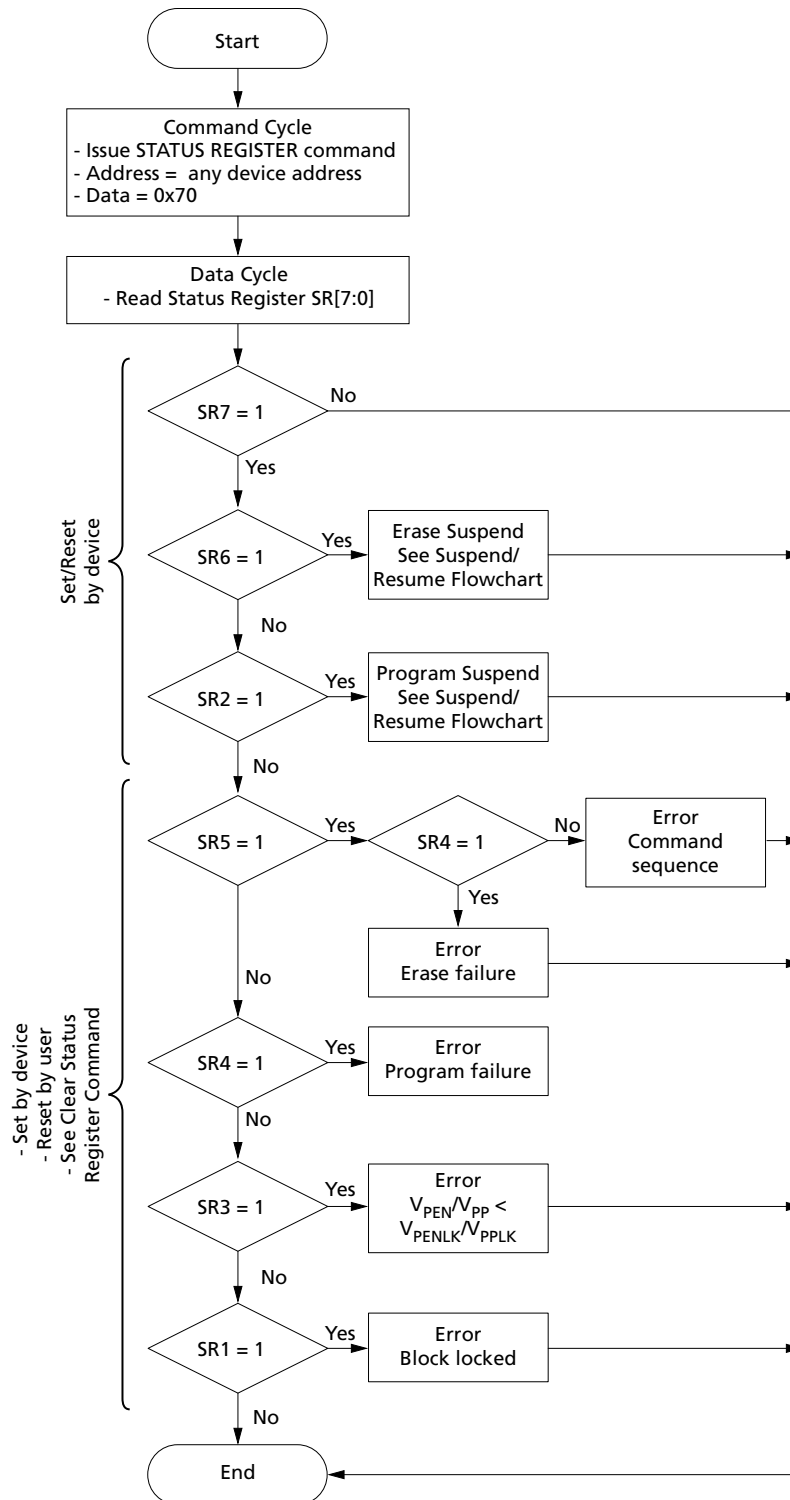 Start
Command Cycle
- Issue STATUS REGISTER command
- Address = any device address
- Data = 0x70
Data Cycle
- Read Status Register SR[7:0]
Set/Reset
by device
SR7 = 1
No
Yes
SR6 = 1
Yes
Erase Suspend
See Suspend/
Resume Flowchart
No
SR2 = 1
Yes
Program Suspend
See Suspend/
Resume Flowchart
No
- Set by device
- Reset by user
- See Clear Status
Register Command
SR5 = 1
Yes
SR4 = 1
No
Error
Command
sequence
Yes
Error
Erase failure
No
SR4 = 1
Yes
Error
Program failure
No
SR3 = 1
Yes
Error
VPEN/VPP <
VPENLK/VPPLK
No
SR1 = 1
Yes
Error
Block locked
No
End